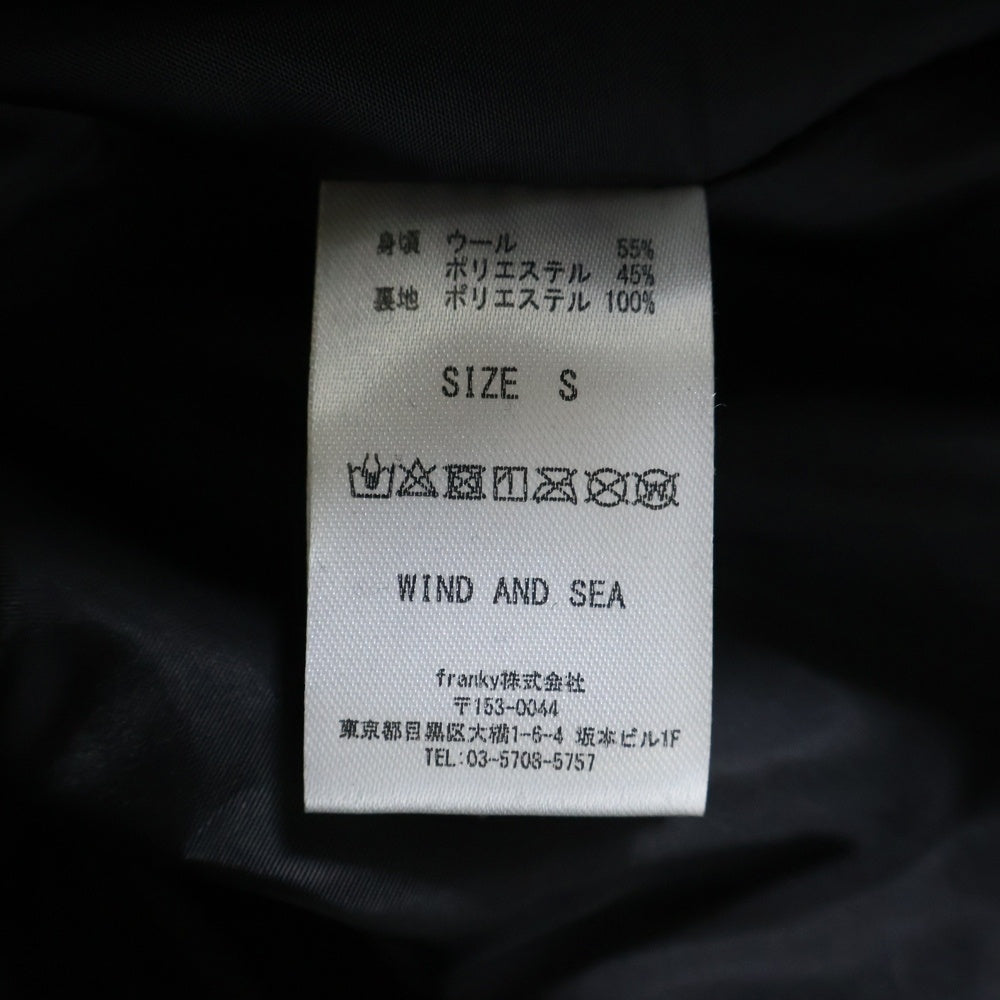 身頃 ウール 55%
ポリエステル 45%
裏地 ポリエステル 100%
SIZE S
WIND AND SEA
franky株式会社
〒153-0044
東京都目黒区大橋1-6-4 坂本ビル1F
TEL:03-5708-5757